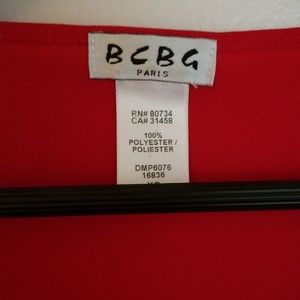 BCBG
PARIS
RN# 80734
CA# 31458
100%
POLYESTER /
POLIESTER
DMP6076
16836